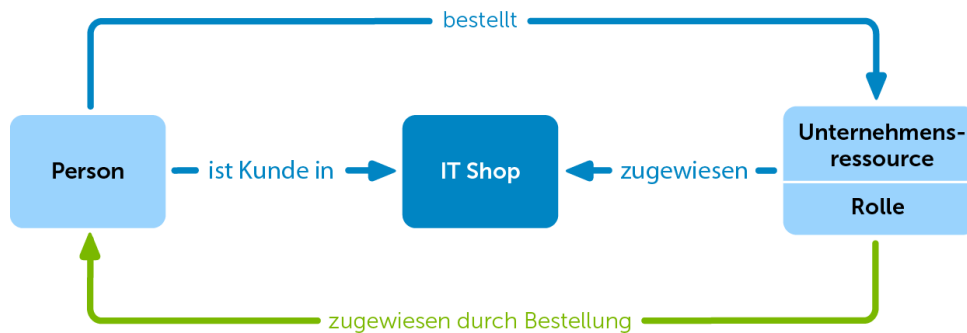 bestellt
Person
ist Kunde in
IT Shop
zugewiesen
Unternehmens-
ressource
Rolle
zugewiesen durch Bestellung